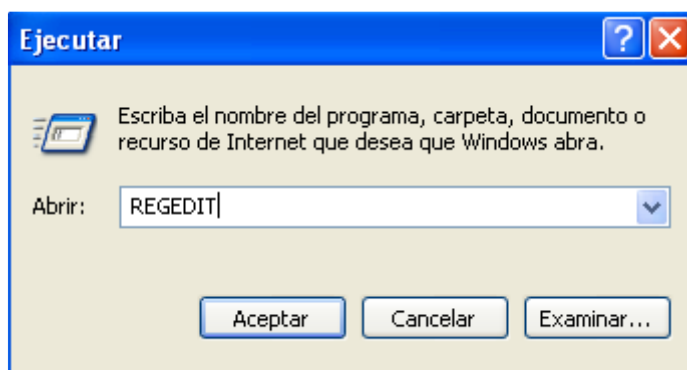 Ejecutar
Escriba el nombre del programa, carpeta, documento o
recurso de Internet que desea que Windows abra.
Abrir: REGEDIT
Aceptar Cancelar Examinar...